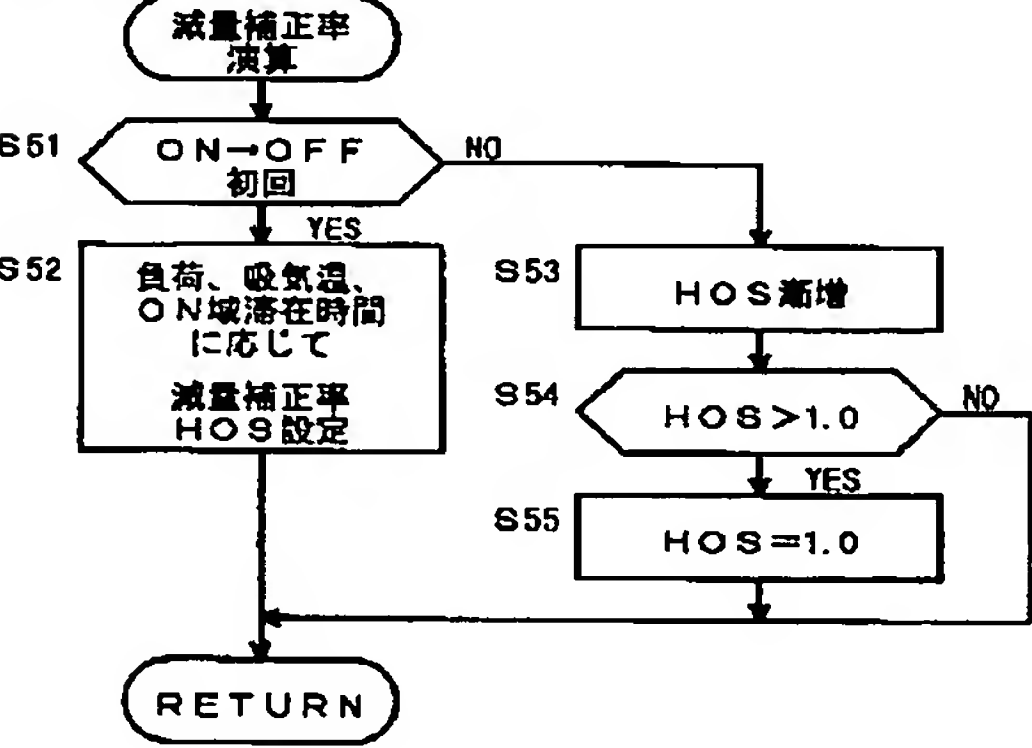 減量補正率
演算
S51
ON→OFF
初回
NO
YES
S52
負荷、吸気温、
ON域滞在時間
に応じて
減量補正率
HOS設定
S53
HOS漸増
S54
HOS>1.0
NO
YES
S55
HOS=1.0
RETURN